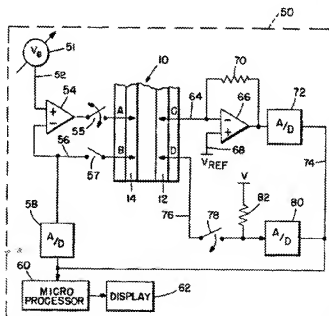 50
V
51
52
10
54
+
-
55
A
B
56
57
14
12
C
D
64
70
66
-
+
68
VREF
72
A/D
74
76
78
V
82
80
A/D
58
A/D
60
MICRO
PROCESSOR
DISPLAY
62